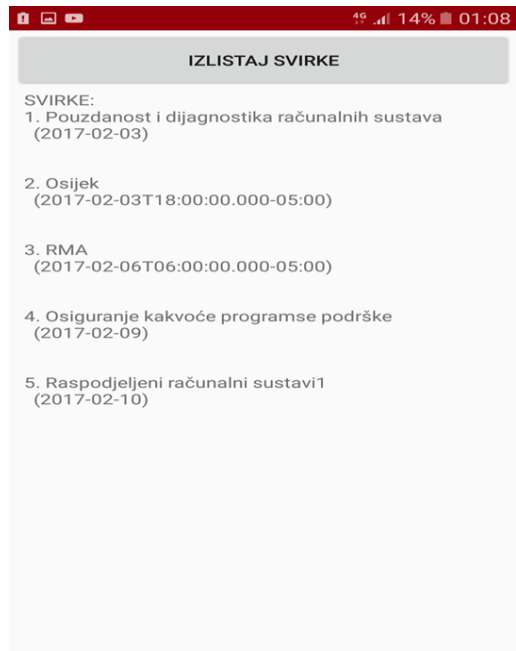 4G 14% 01:08
IZLISTAJ SVIRKE
SVIRKE:
1. Pouzdanost i dijagnostika računalnih sustava
(2017-02-03)
2. Osijek
(2017-02-03T18:00:00.000-05:00)
3. RMA
(2017-02-06T06:00:00.000-05:00)
4. Osiguranje kakvoće programse podrške
(2017-02-09)
5. Raspodjeljeni računalni sustavi1
(2017-02-10)